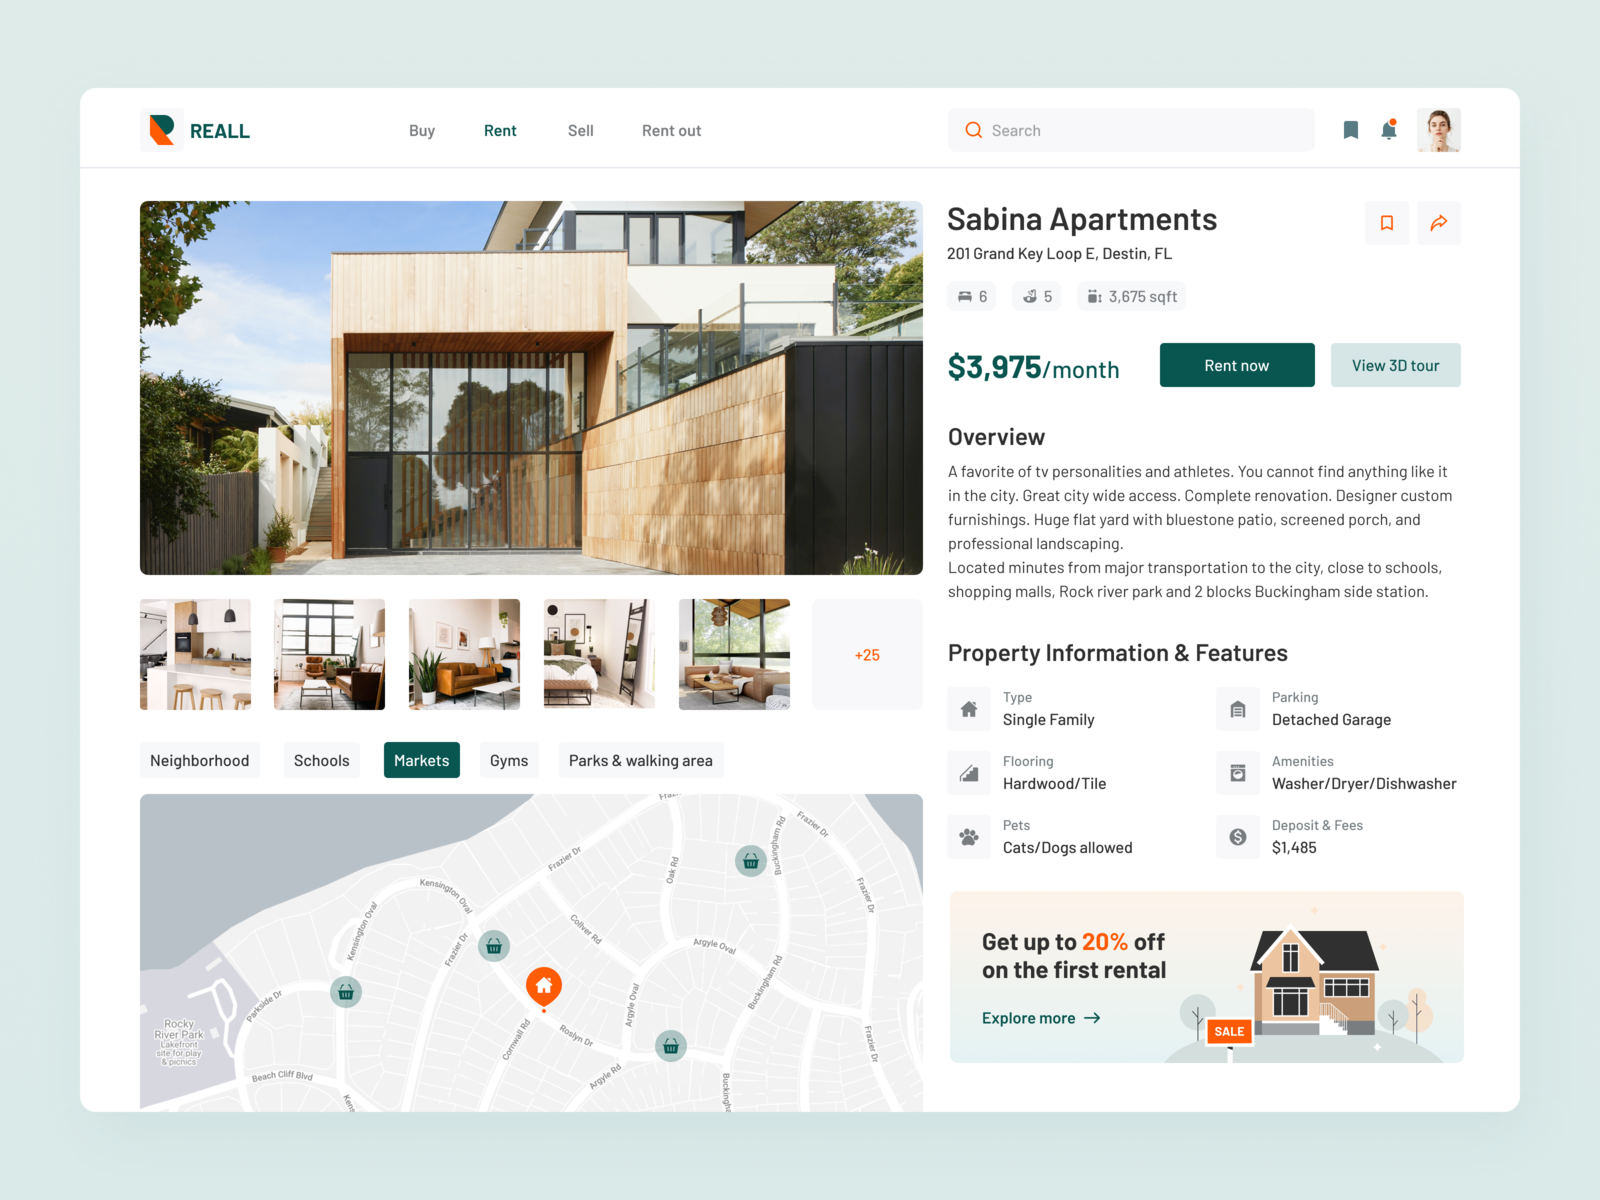 REALL
Buy
Rent
Sell
Rent out
Search
Sabina Apartments
201 Grand Key Loop E, Destin, FL
6
5
3,675 sqft
$3,975/month
Rent now
View 3D tour
Overview
A favorite of tv personalities and athletes. You cannot find anything like it
in the city. Great city wide access. Complete renovation. Designer custom
furnishings. Huge flat yard with bluestone patio, screened porch, and
professional landscaping.
Located minutes from major transportation to the city, close to schools,
shopping malls, Rock river park and 2 blocks Buckingham side station.
+25
Property Information & Features
Type
Single Family
Parking
Detached Garage
Flooring
Hardwood/Tile
Amenities
Washer/Dryer/Dishwasher
Pets
Cats/Dogs allowed
Deposit & Fees
$1,485
Neighborhood
Schools
Markets
Gyms
Parks & walking area
Frazi
Frazier Dr
Buckingham Rd
Frazier Dr
Oak Rd
Kensington Oval
Frazier Dr
Kensington Oval
Coliver Rd
Frazier Dr
Argyle Oval
Buckingham Rd
Parkside Dr
Argyle Oval
Rocky
River Park
Lakefront
site for play
& picnics
Cornwall Rd
Roslyn Dr
Frazier Dr
Argyle Rd
Beach Cliff Blvd
Buckingha
Kens
Get up to 20% off
on the first rental
Explore more
SALE